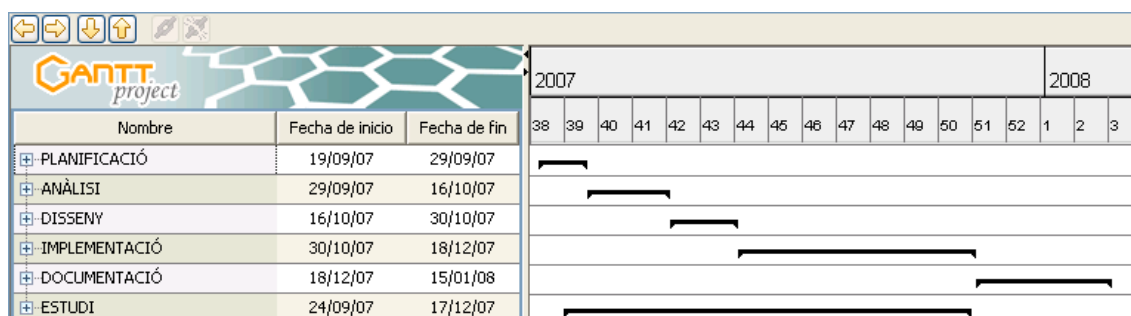 GANTT
project
2007 2008
Nombre Fecha de inicio Fecha de fin 38 39 40 41 42 43 44 45 46 47 48 49 50 51 52 1 2 3
PLANIFICACIÓ 19/09/07 29/09/07
ANÀLISI 29/09/07 16/10/07
DISSENY 16/10/07 30/10/07
IMPLEMENTACIÓ 30/10/07 18/12/07
DOCUMENTACIÓ 18/12/07 15/01/08
ESTUDI 24/09/07 17/12/07